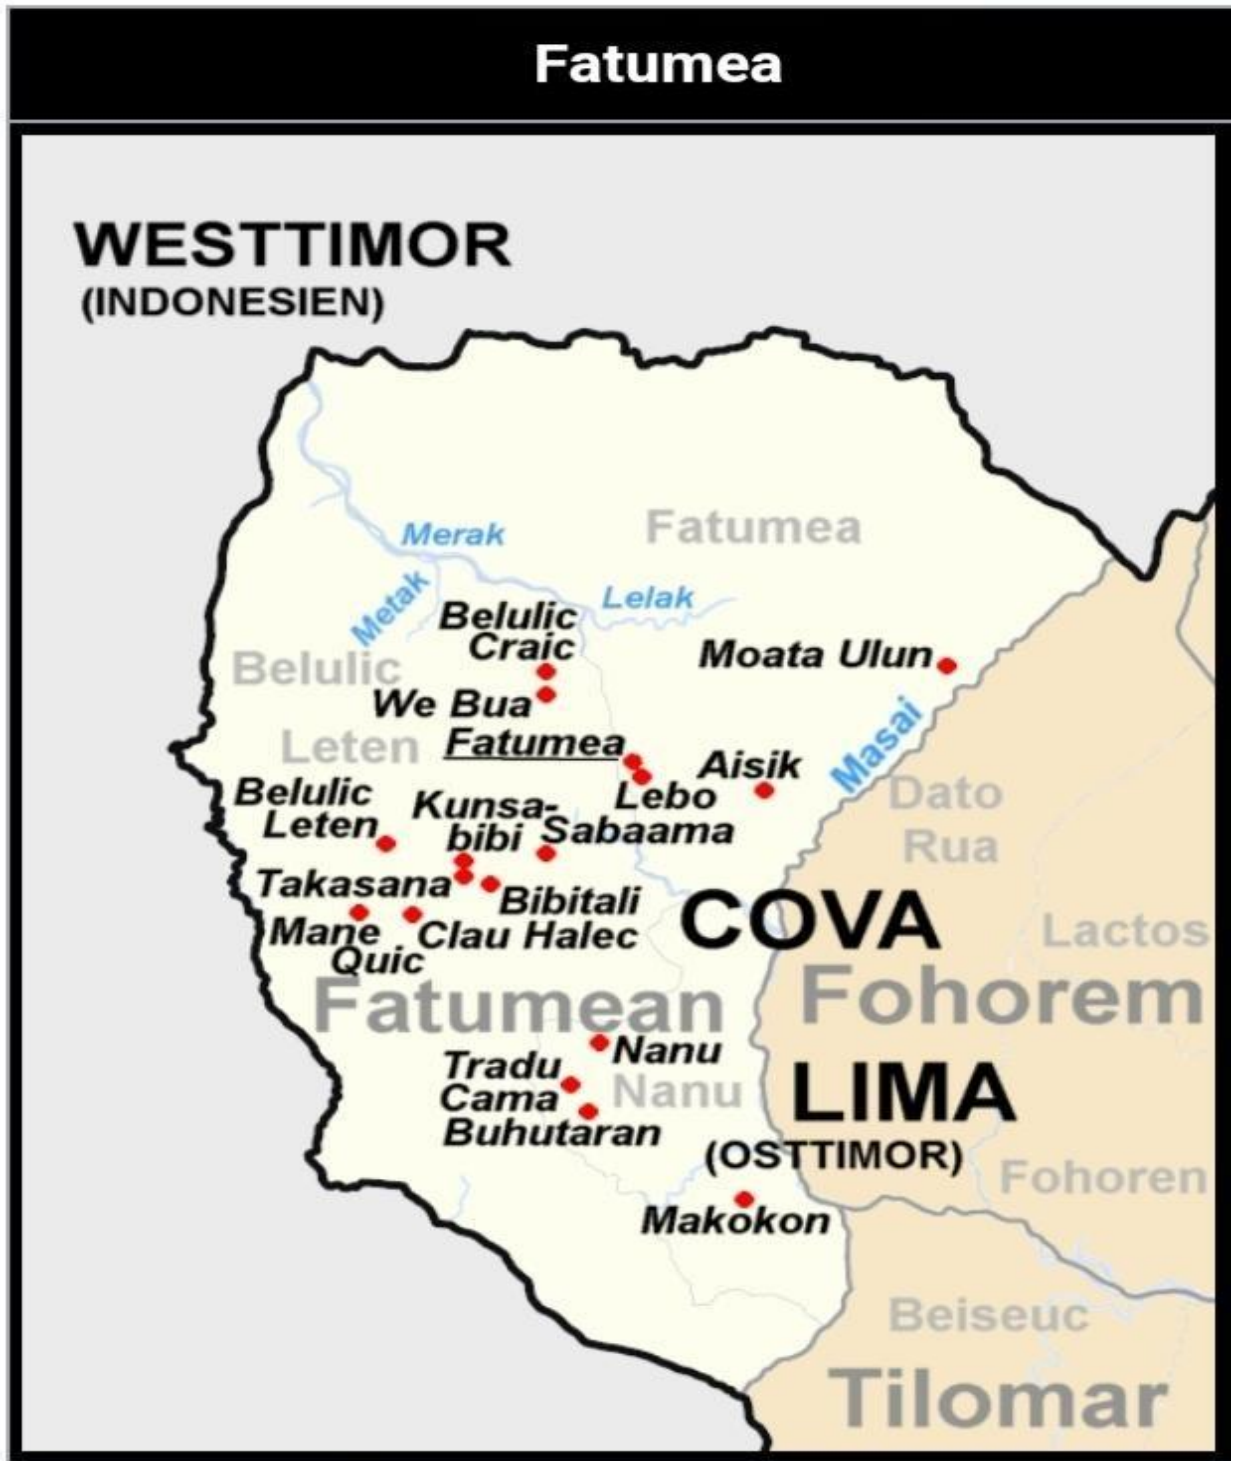 Fatumea
WESTTIMOR
(INDONESIEN)
Merak
Fatumea
Metak
Lelak
Belulic
Craic
Moata Ulun
Belulic
We Bua
Masai
Leten
Fatumea
Aisik
Belulic
Leten
Kunsa-
bibi
Lebo
Sabaama
Dato
Rua
Takasana
Bibitali
Mane
Quic
Clau Halec
COVA
Lactos
Fatumean
Fohorem
Nanu
Tradu
Cama
Nanu
LIMA
Buhutaran
(OSTTIMOR)
Fohoren
Makokon
Beiseuc
Tilomar